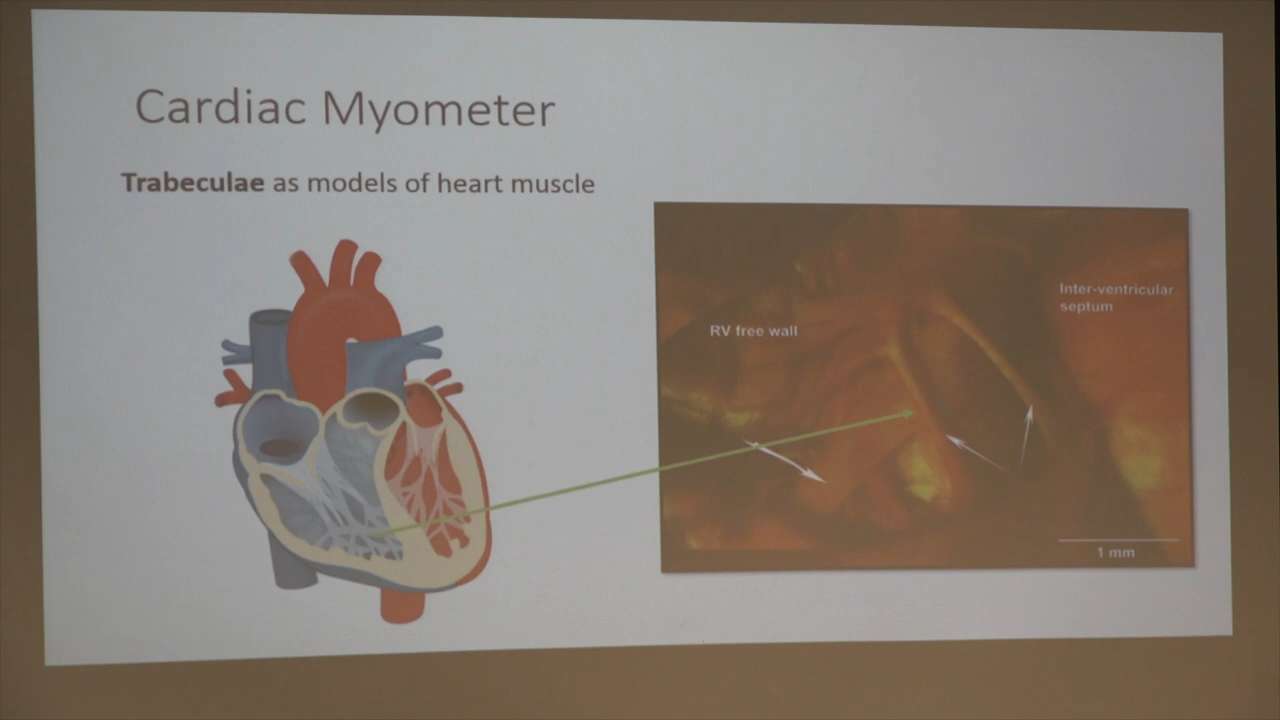 Cardiac Myometer
Trabeculae as models of heart muscle
RV free wall
Inter-ventricular
septum
1 mm